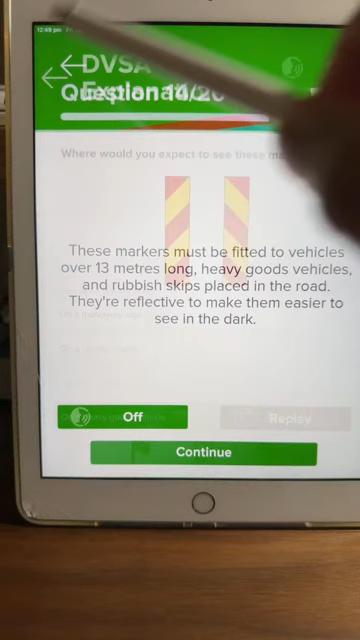 12:49 pm
DVSA
Question 14/20
Where would you expect to see these
These markers must be fitted to vehicles
over 13 metres long, heavy goods vehicles,
and rubbish skips placed in the road.
They're reflective to make them easier to
see in the dark.
Off
Replay
Continue